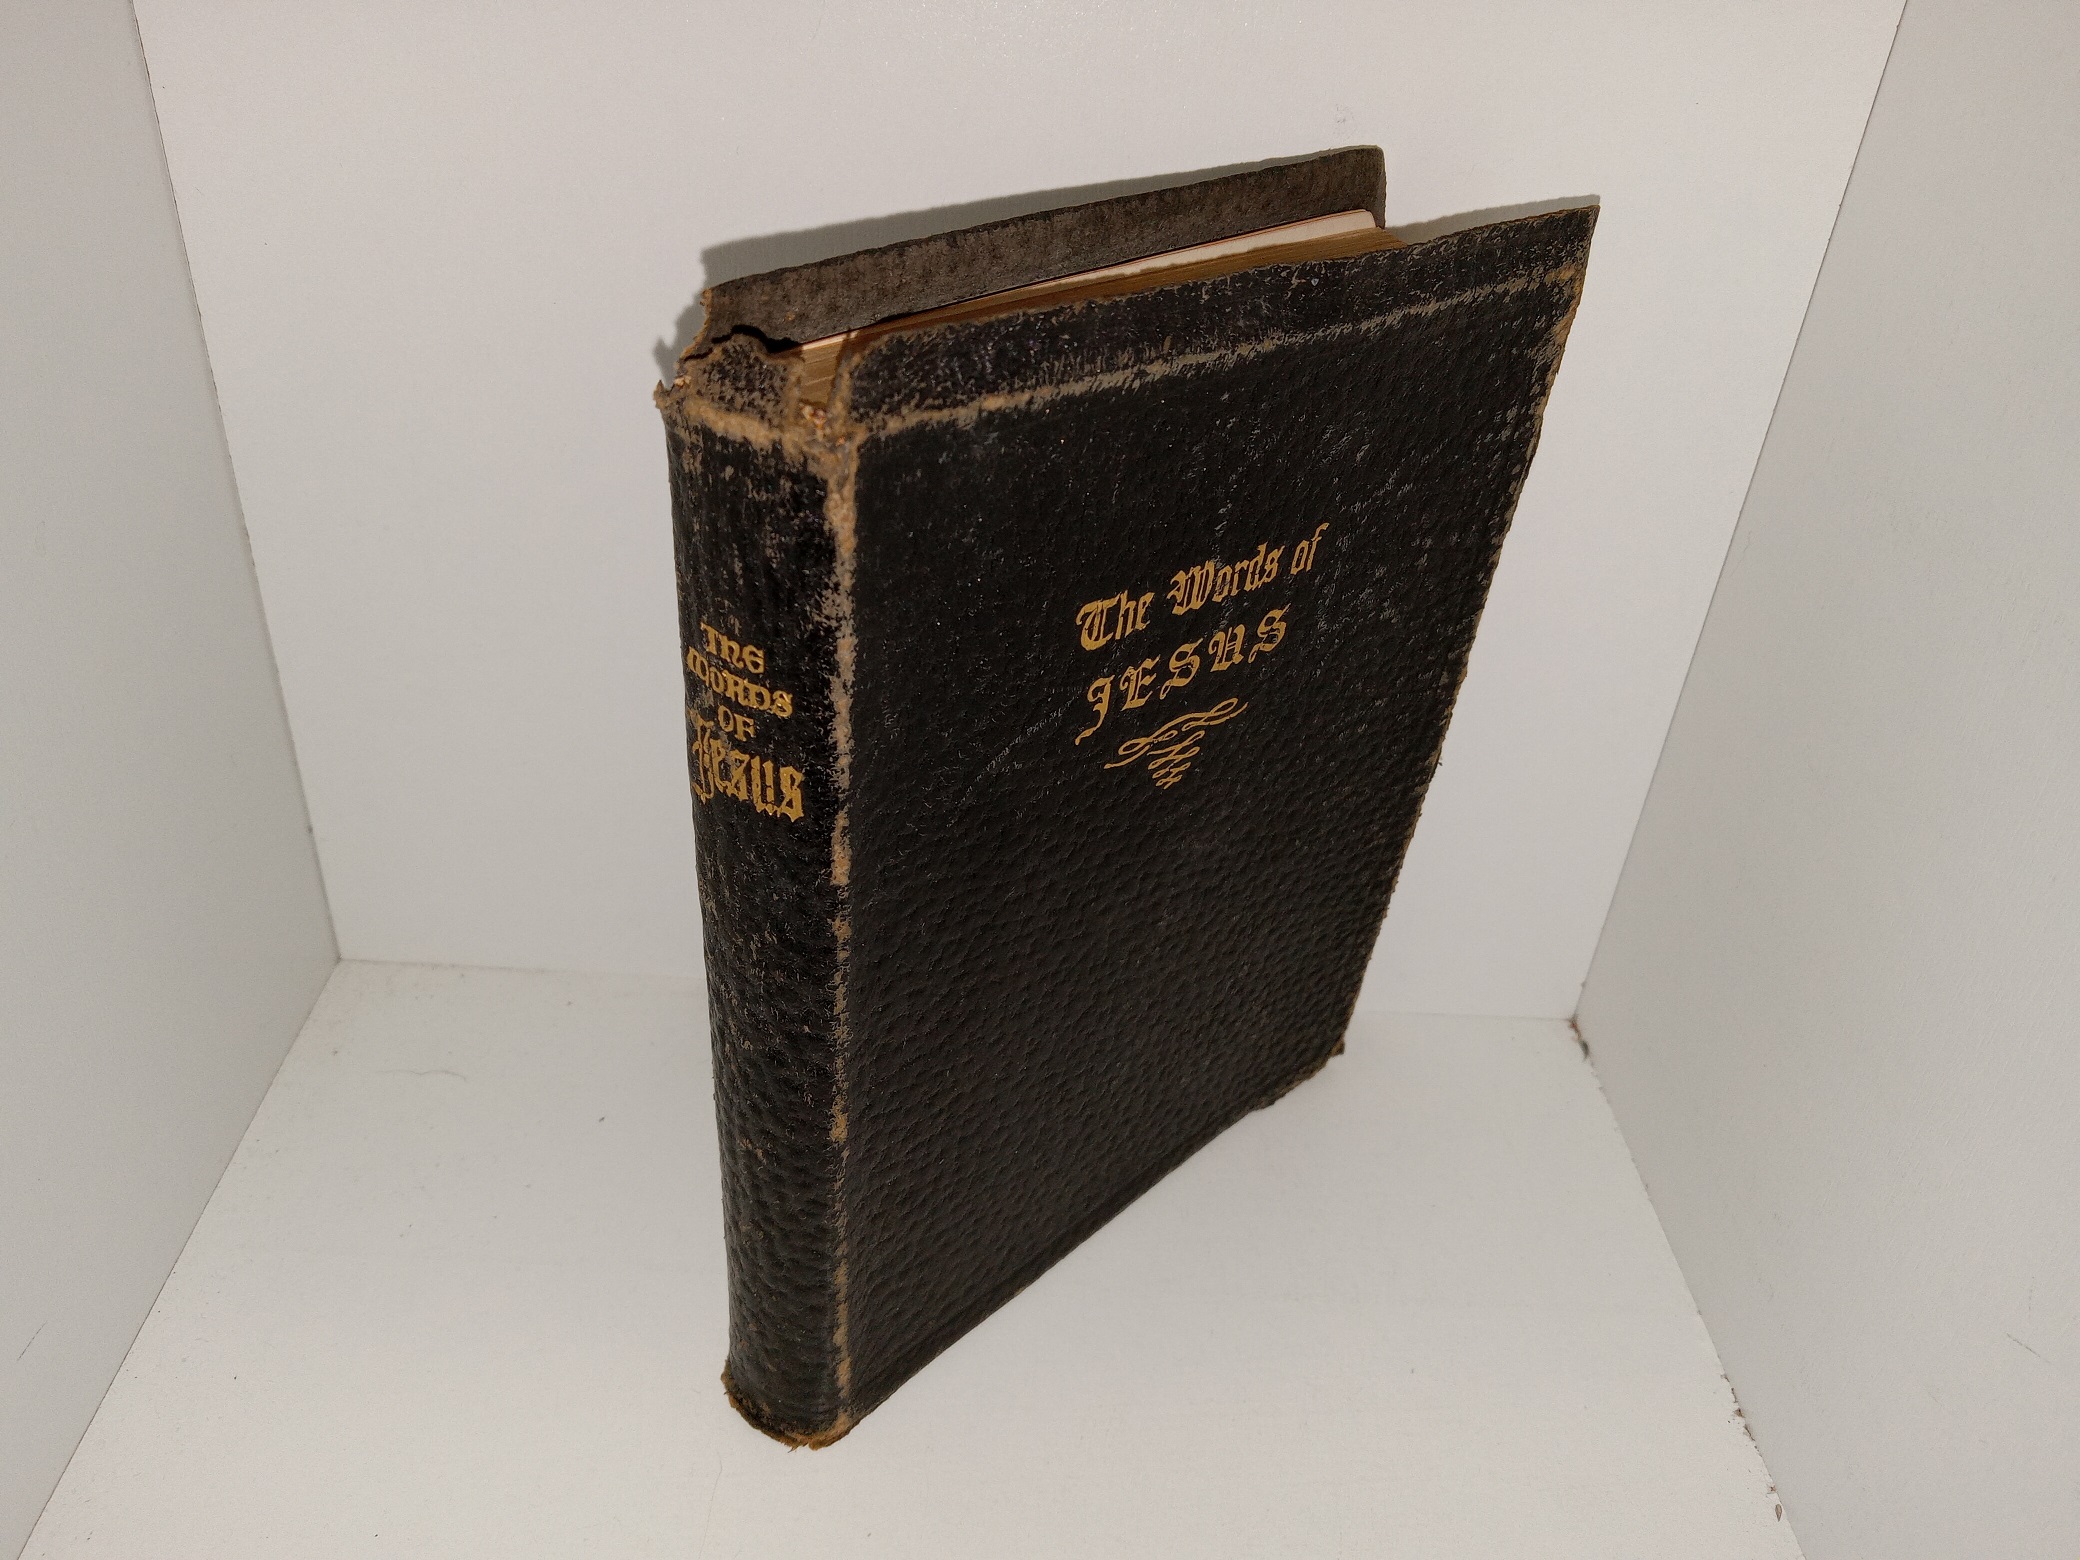 THE
WORDS
OF
Jesus
The Words of
JESUS